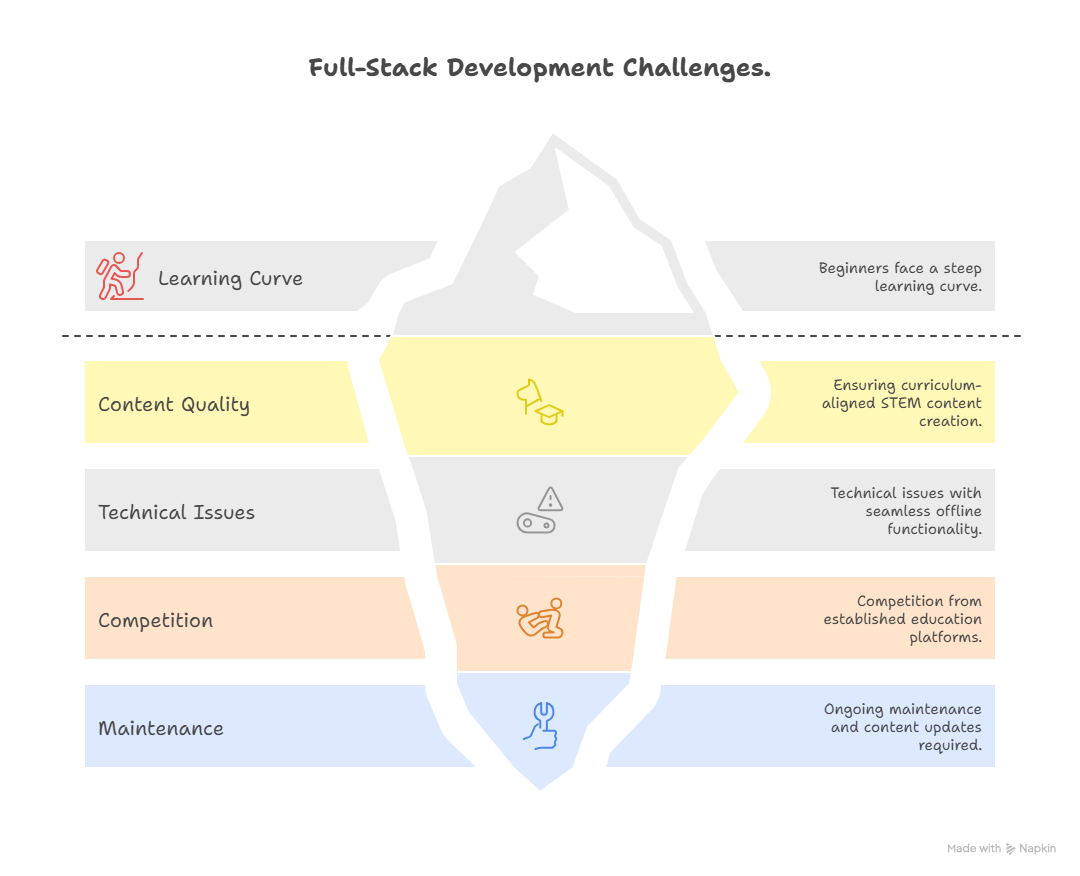 Full-Stack Development Challenges.
Learning Curve
Beginners face a steep
learning curve.
Content Quality
Ensuring curriculum-
aligned STEM content
creation.
Technical Issues
Technical issues with
seamless offline
functionality.
Competition
Competition from
established education
platforms.
Maintenance
Ongoing maintenance
and content updates
required.
Made with Napkin